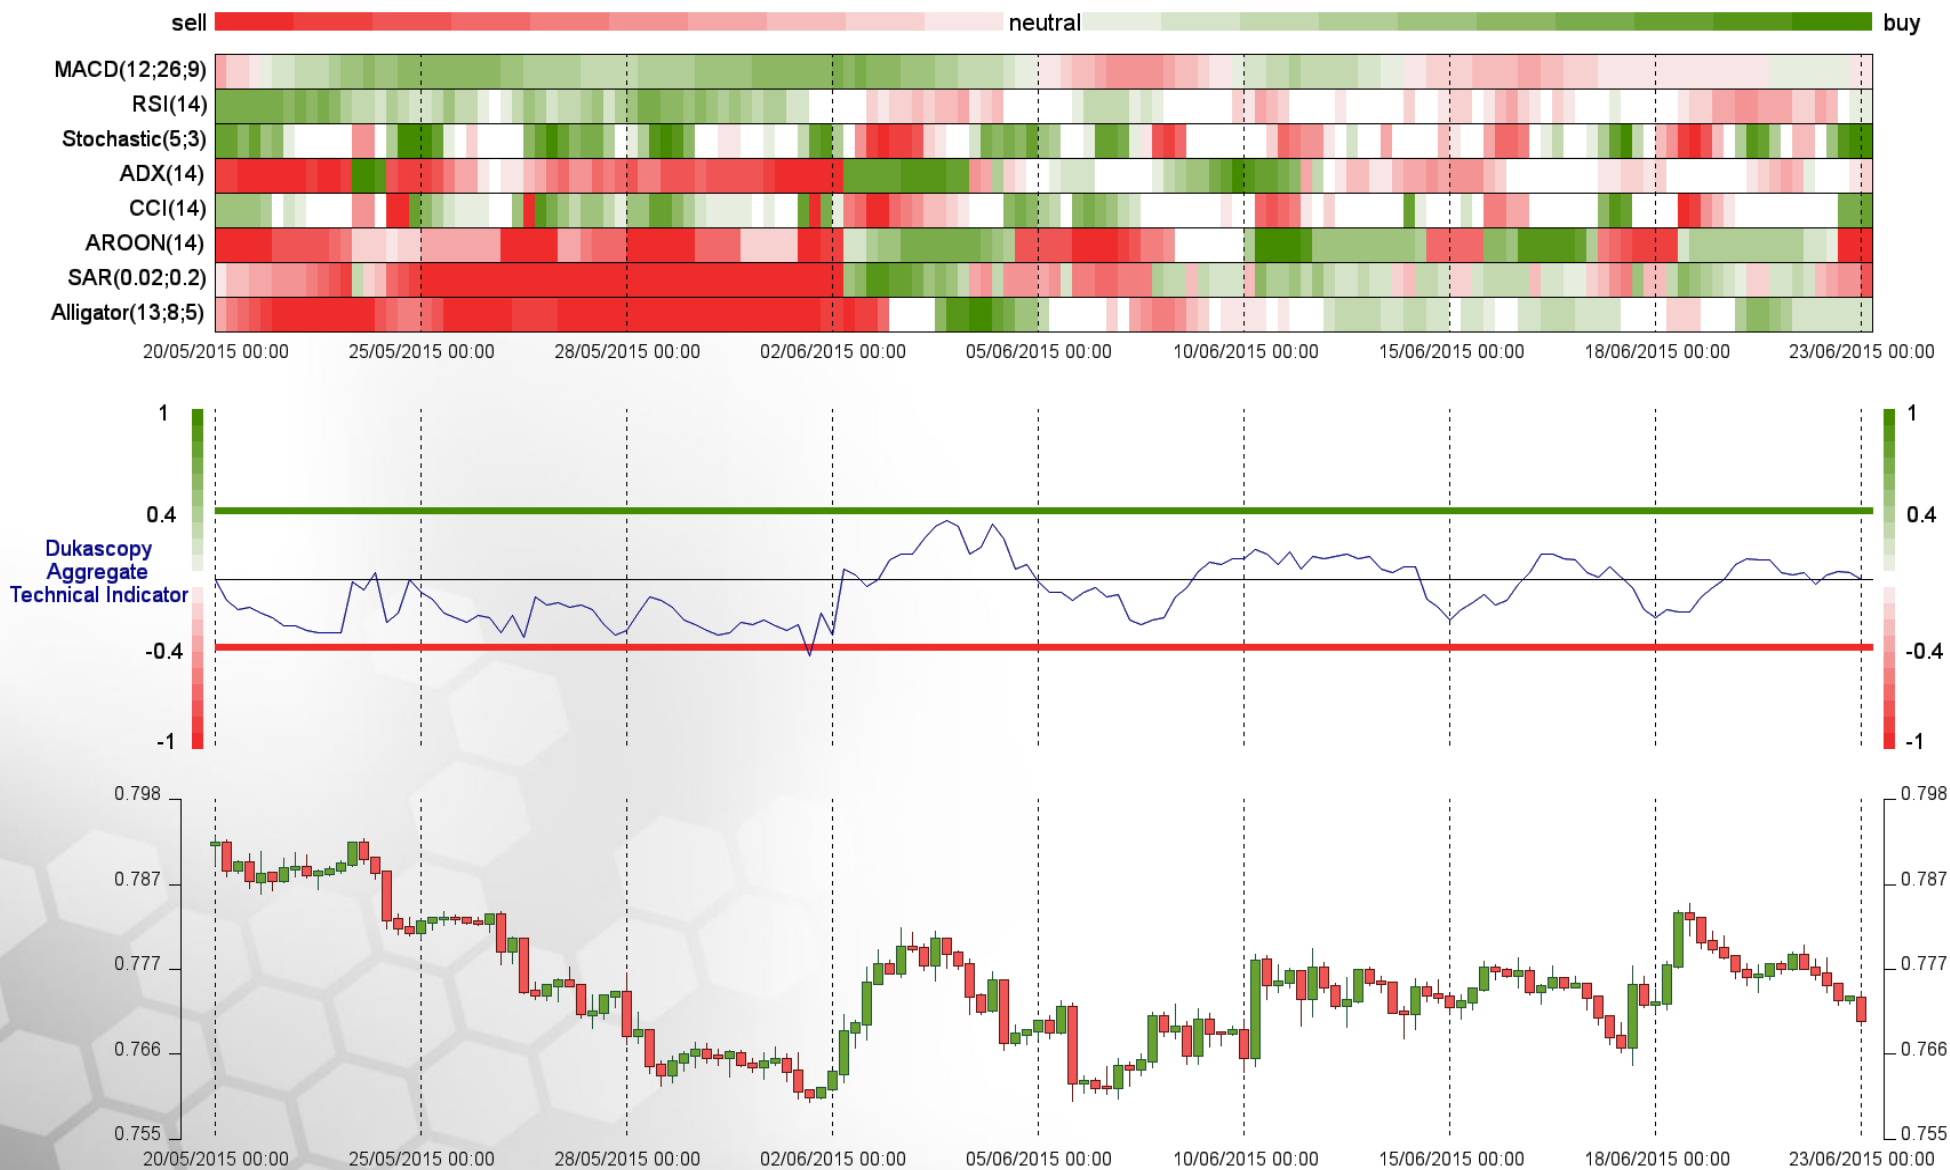 sell neutral buy
MACD(12;26;9)
RSI(14)
Stochastic(5;3)
ADX(14)
CCI(14)
AROON(14)
SAR(0.02;0.2)
Alligator(13;8;5)
20/05/2015 00:00 25/05/2015 00:00 28/05/2015 00:00 02/06/2015 00:00 05/06/2015 00:00 10/06/2015 00:00 15/06/2015 00:00 18/06/2015 00:00 23/06/2015 00:00
1 1
0.4 0.4
Dukascopy
Aggregate
Technical Indicator
-0.4 -0.4
-1 -1
0.798 0.798
0.787 0.787
0.777 0.777
0.766 0.766
0.755 0.755
20/05/2015 00:00 25/05/2015 00:00 28/05/2015 00:00 02/06/2015 00:00 05/06/2015 00:00 10/06/2015 00:00 15/06/2015 00:00 18/06/2015 00:00 23/06/2015 00:00